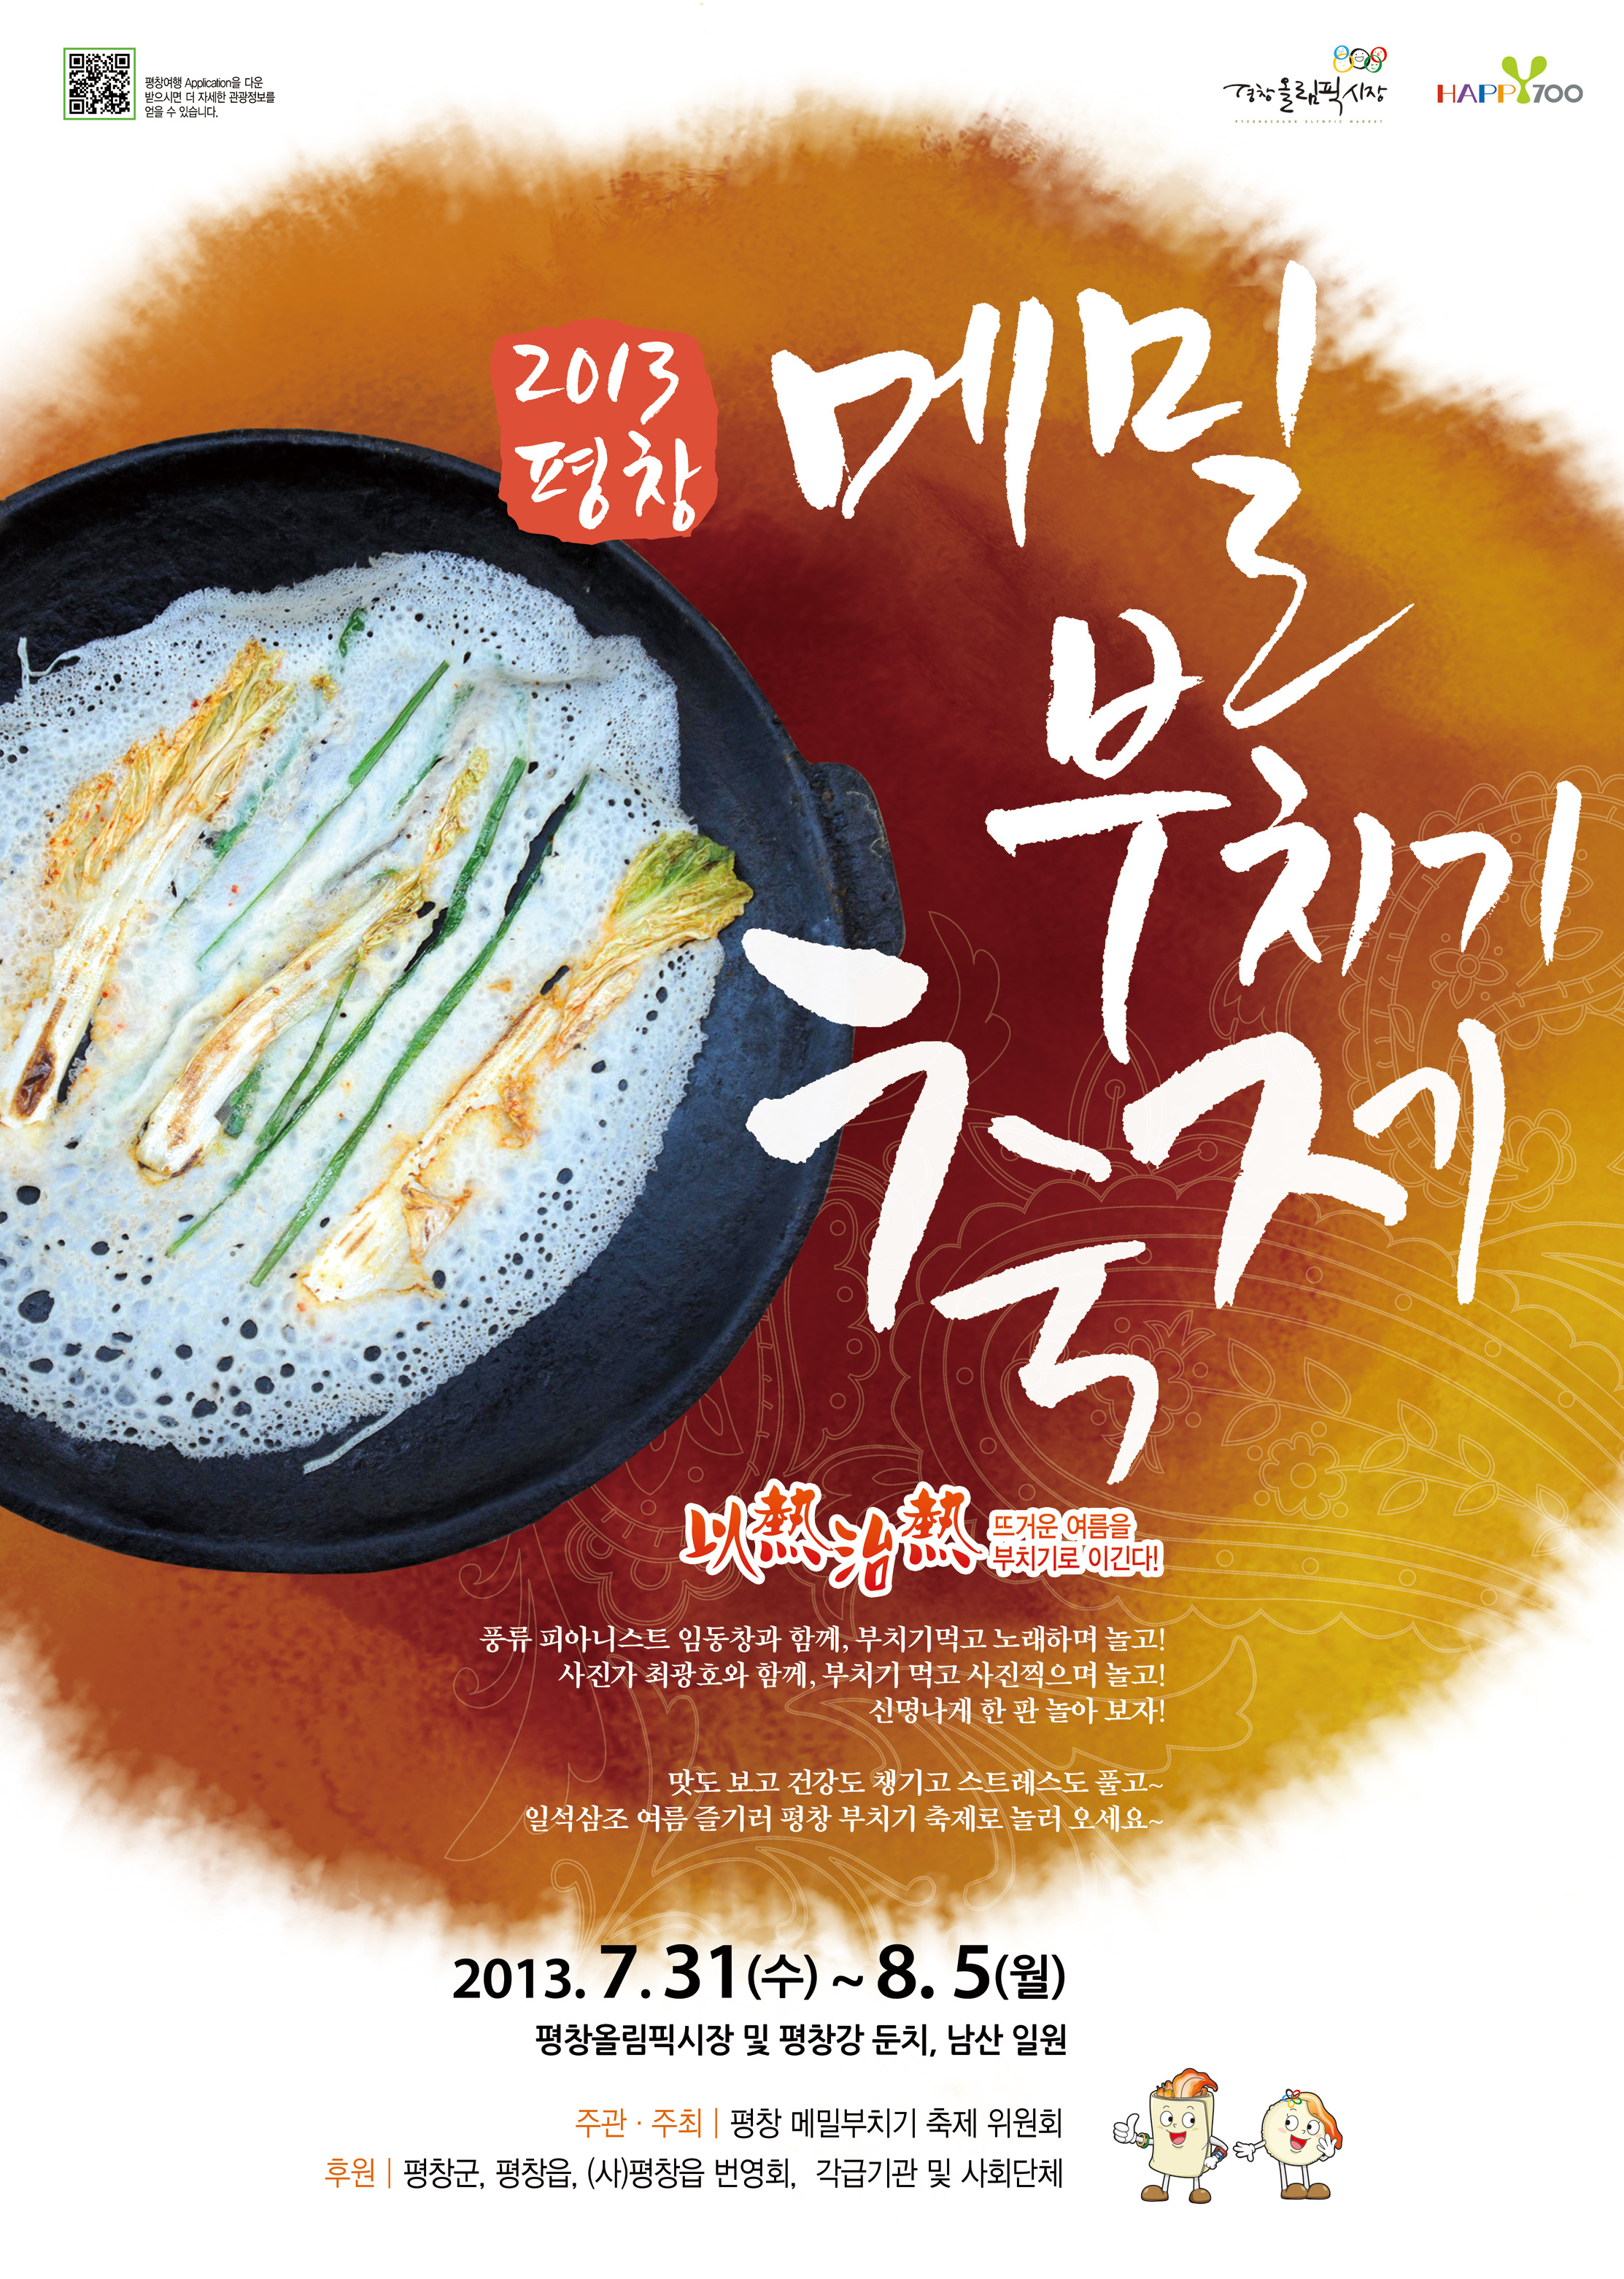 평창여행 Application을 다운
받으시면 더 자세한 관광정보를
얻을 수 있습니다.
평창올림픽시장
PYEONGCHANG OLYMPIC MARKET
HAPPY700
2013
평창
메밀
부치기
축제
以熱治熱
뜨거운 여름을
부치기로 이긴다!
풍류 피아니스트 임동창과 함께, 부치기먹고 노래하며 놀고!
사진가 최광호와 함께, 부치기 먹고 사진찍으며 놀고!
신명나게 한 판 놀아 보자!
맛도 보고 건강도 챙기고 스트레스도 풀고~
일석삼조 여름 즐기러 평창 부치기 축제로 놀러 오세요~
2013. 7. 31(수) ~ 8. 5(월)
평창올림픽시장 및 평창강 둔치, 남산 일원
주관 · 주최 | 평창 메밀부치기 축제 위원회
후원 | 평창군, 평창읍, (사)평창읍 번영회, 각급기관 및 사회단체